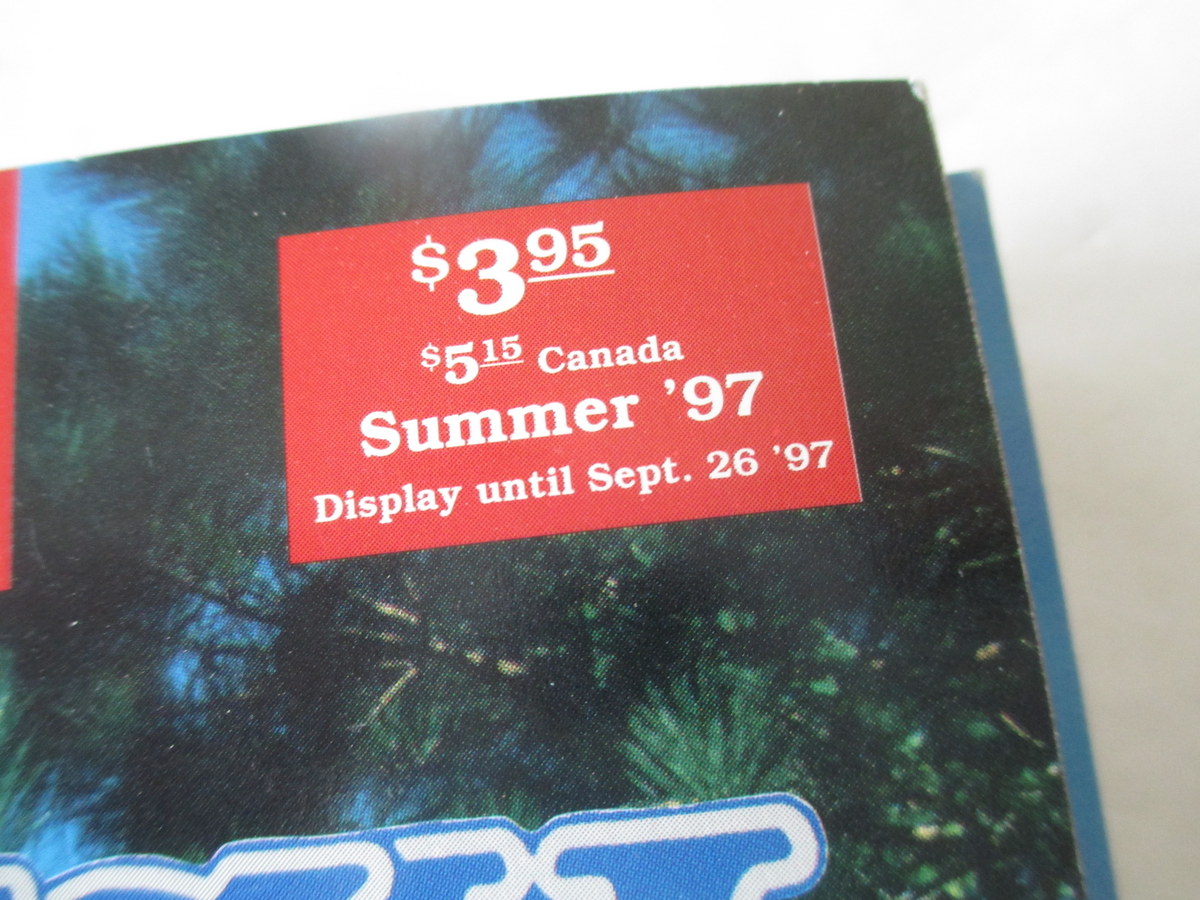 $3.95
$5.15 Canada
Summer ’97
Display until Sept. 26 ’97